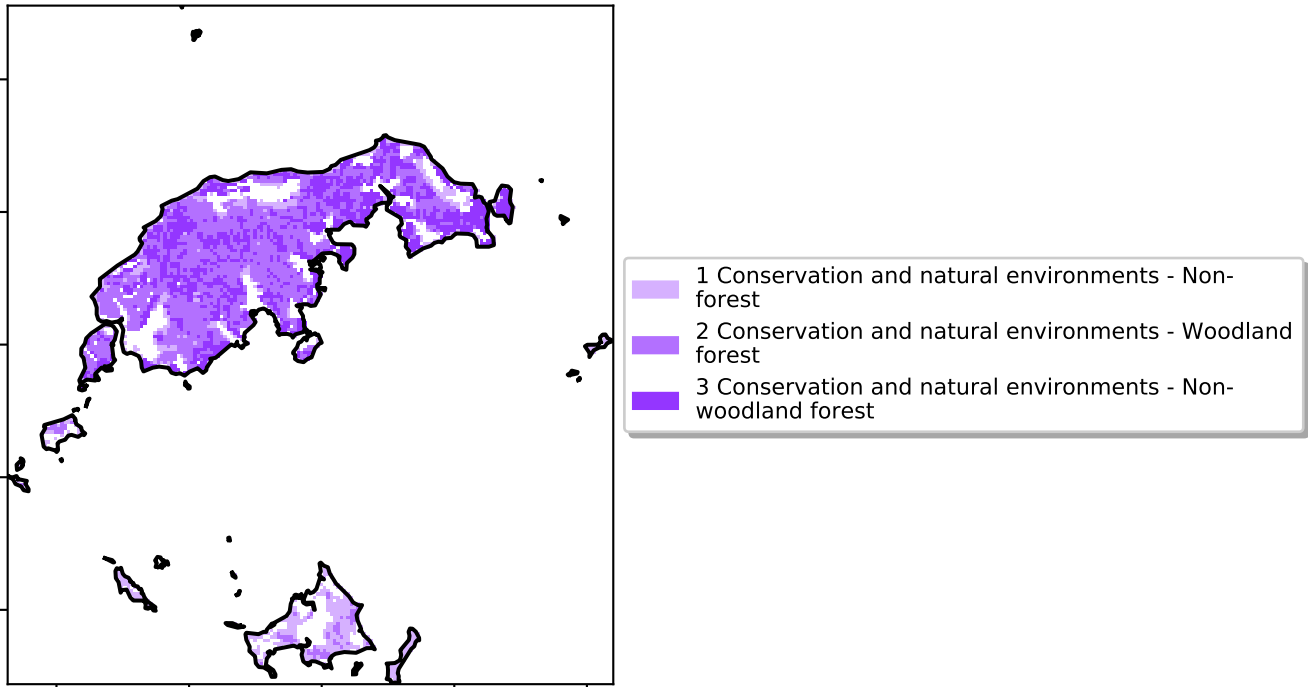 1 Conservation and natural environments - Non-
forest
2 Conservation and natural environments - Woodland
forest
3 Conservation and natural environments - Non-
woodland forest